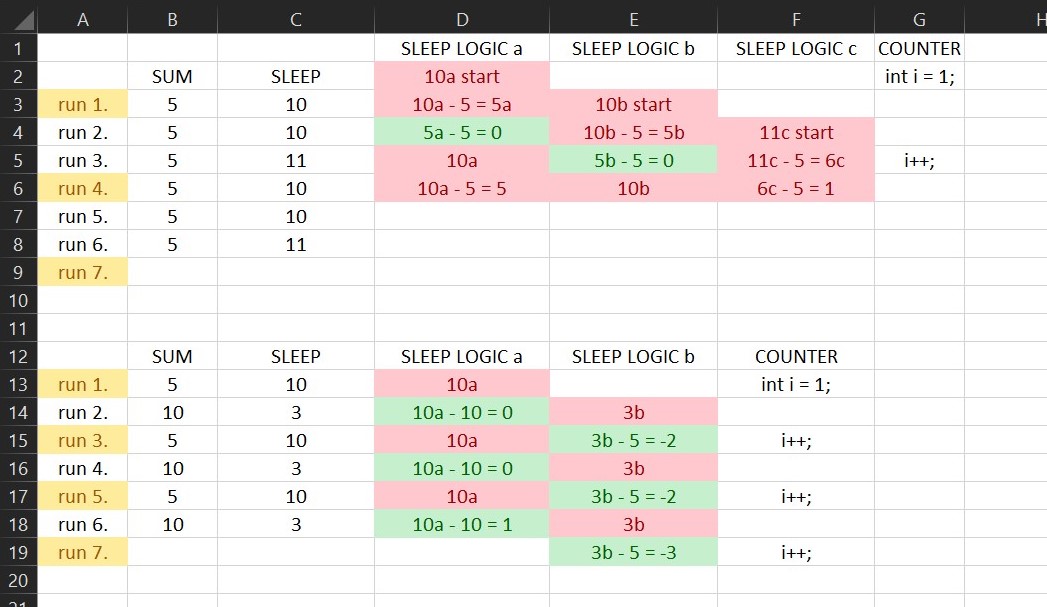 A B C D E F G H
1 SLEEP LOGIC a SLEEP LOGIC b SLEEP LOGIC c COUNTER
2 SUM SLEEP 10a start int i = 1;
3 run 1. 5 10 10a - 5 = 5a 10b start
4 run 2. 5 10 5a - 5 = 0 10b - 5 = 5b 11c start
5 run 3. 5 11 10a 5b - 5 = 0 11c - 5 = 6c i++;
6 run 4. 5 10 10a - 5 = 5 10b 6c - 5 = 1
7 run 5. 5 10
8 run 6. 5 11
9 run 7.
10
11
12 SUM SLEEP SLEEP LOGIC a SLEEP LOGIC b COUNTER
13 run 1. 5 10 10a int i = 1;
14 run 2. 10 3 10a - 10 = 0 3b
15 run 3. 5 10 10a 3b - 5 = -2 i++;
16 run 4. 10 3 10a - 10 = 0 3b
17 run 5. 5 10 10a 3b - 5 = -2 i++;
18 run 6. 10 3 10a - 10 = 1 3b
19 run 7. 3b - 5 = -3 i++;
20
21